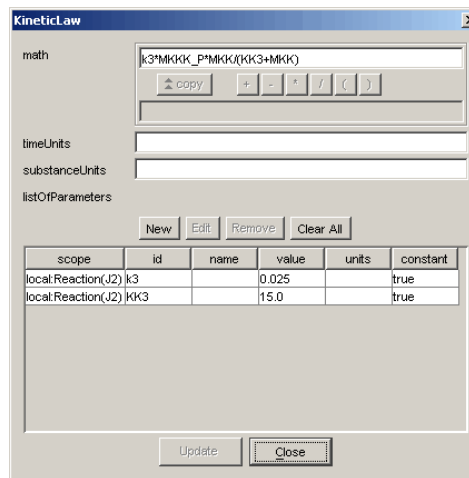 KineticLaw
math
k3*MKKK_P*MKK/(KK3+MKK)
copy + - * / ( )
timeUnits
substanceUnits
listOfParameters
New Edit Remove Clear All
scope id name value units constant
local:Reaction(J2) k3 0.025 true
local:Reaction(J2) KK3 15.0 true
Update Close